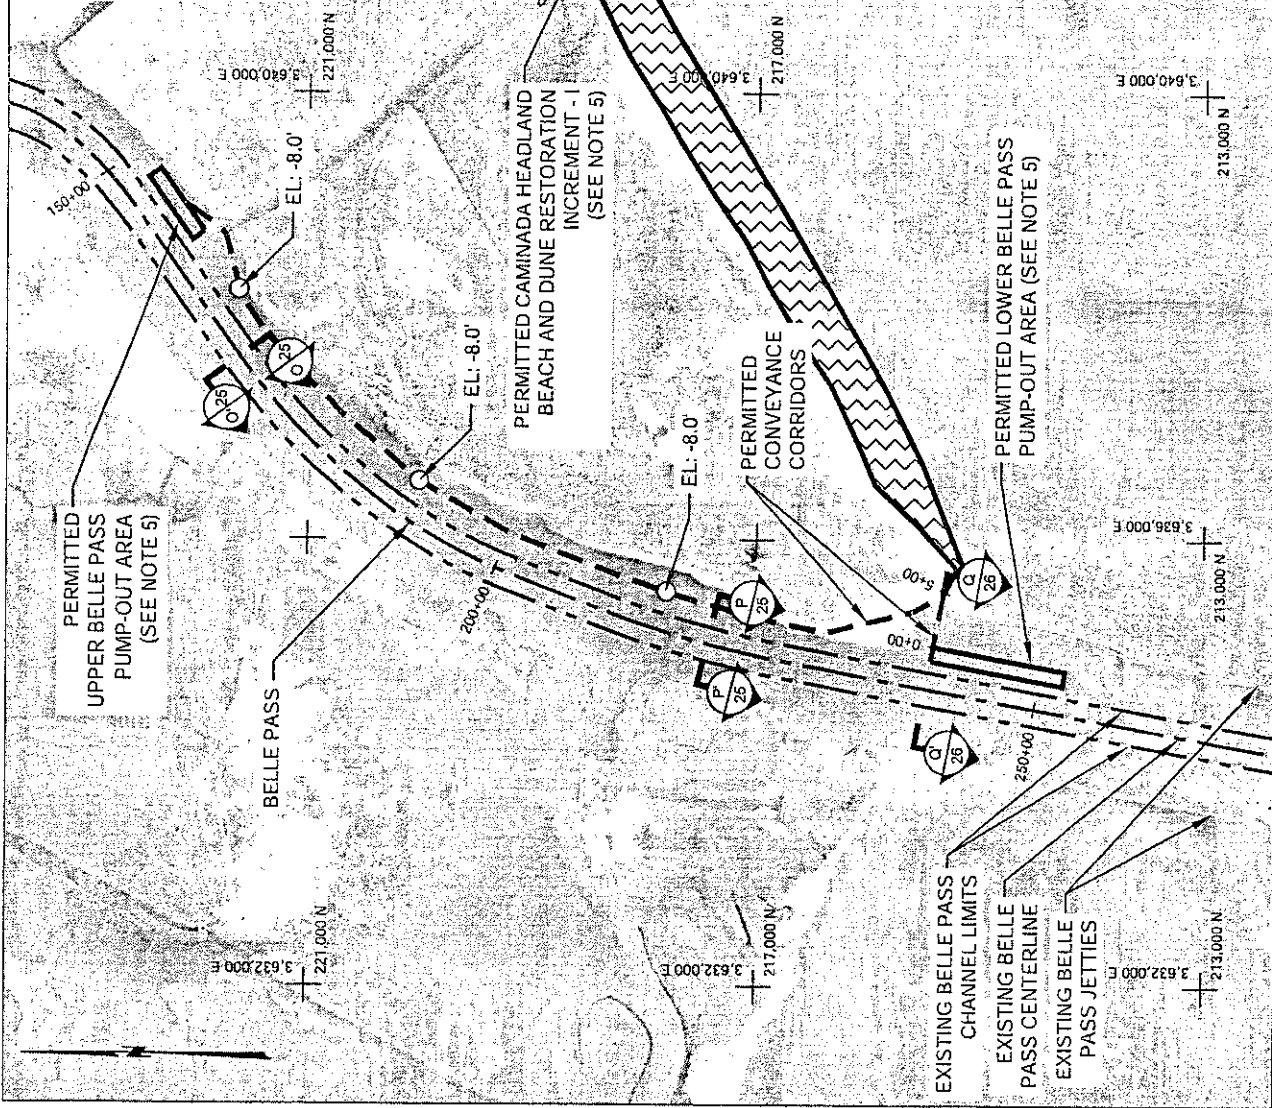 150+00
3,640,000 E
221,000 N
EL: -8.0'
PERMITTED CAMINADA HEADLAND
BEACH AND DUNE RESTORATION
INCREMENT - I
(SEE NOTE 5)
3,640,000 E
217,000 N
3,640,000 E
213,000 N
PERMITTED
UPPER BELLE PASS
PUMP-OUT AREA
(SEE NOTE 5)
O'
25
O
25
EL: -8.0'
BELLE PASS
200+00
EL: -8.0'
PERMITTED
CONVEYANCE
CORRIDORS
PERMITTED LOWER BELLE PASS
PUMP-OUT AREA (SEE NOTE 5)
P
25
P'
25
5+00
0+00
Q
26
Q'
26
3,636,000 E
213,000 N
250+00
3,632,000 E
221,000 N
3,632,000 E
217,000 N
3,632,000 E
213,000 N
EXISTING BELLE PASS
CHANNEL LIMITS
EXISTING BELLE
PASS CENTERLINE
EXISTING BELLE
PASS JETTIES